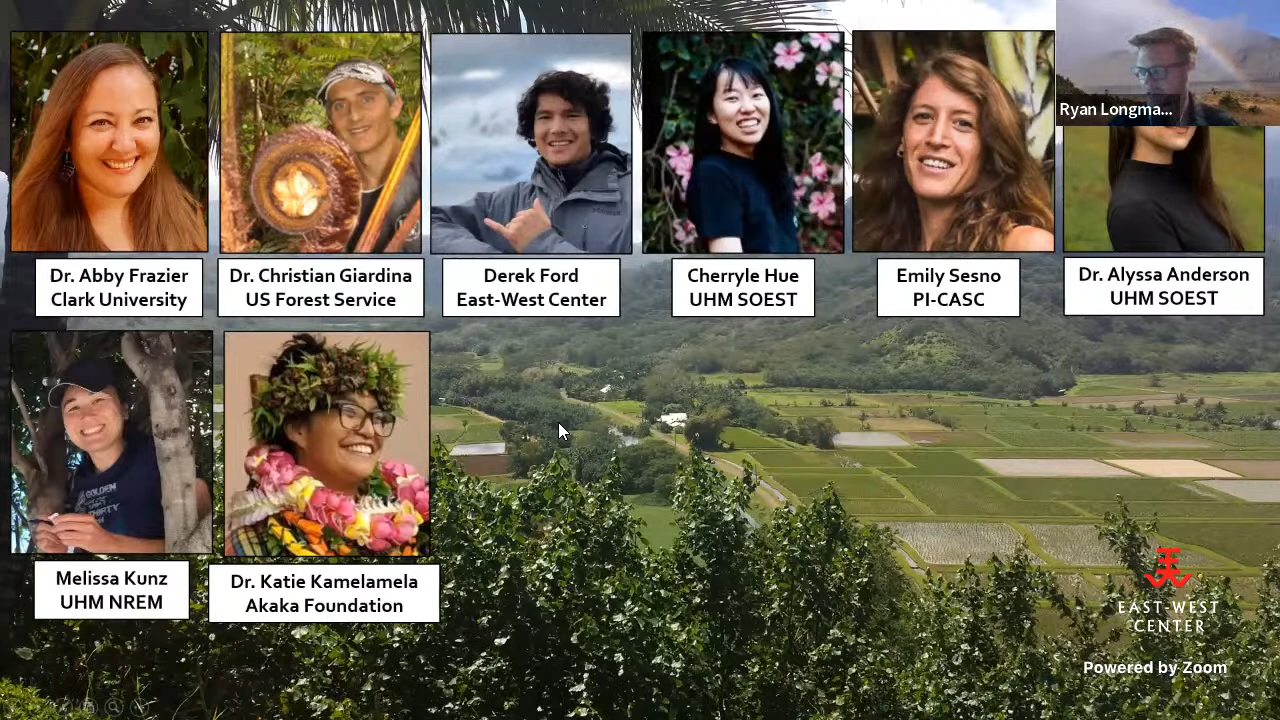 Ryan Longma...
Dr. Abby Frazier
Clark University
Dr. Christian Giardina
US Forest Service
Derek Ford
East-West Center
Cherryle Hue
UHM SOEST
Emily Sesno
PI-CASC
Dr. Alyssa Anderson
UHM SOEST
Melissa Kunz
UHM NREM
Dr. Katie Kamelamela
Akaka Foundation
EAST-WEST
CENTER
Powered by Zoom